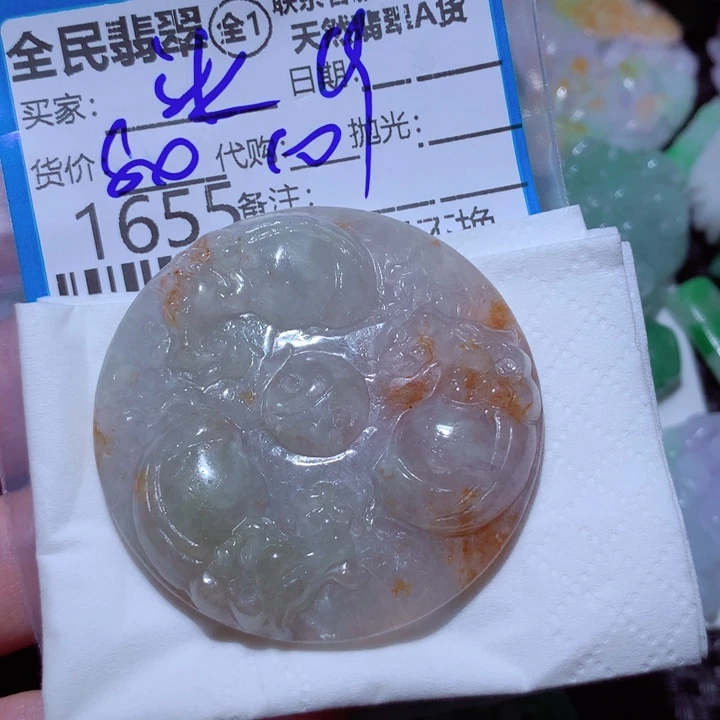 全民翡翠 全1
天然翡翠A货
买家： 日期：
货价 80 代购： 抛光：
1655 备注：